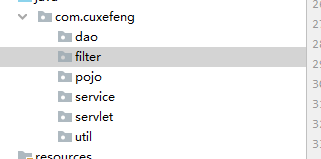 com.cuxefeng
dao
filter
pojo
service
servlet
util
resources